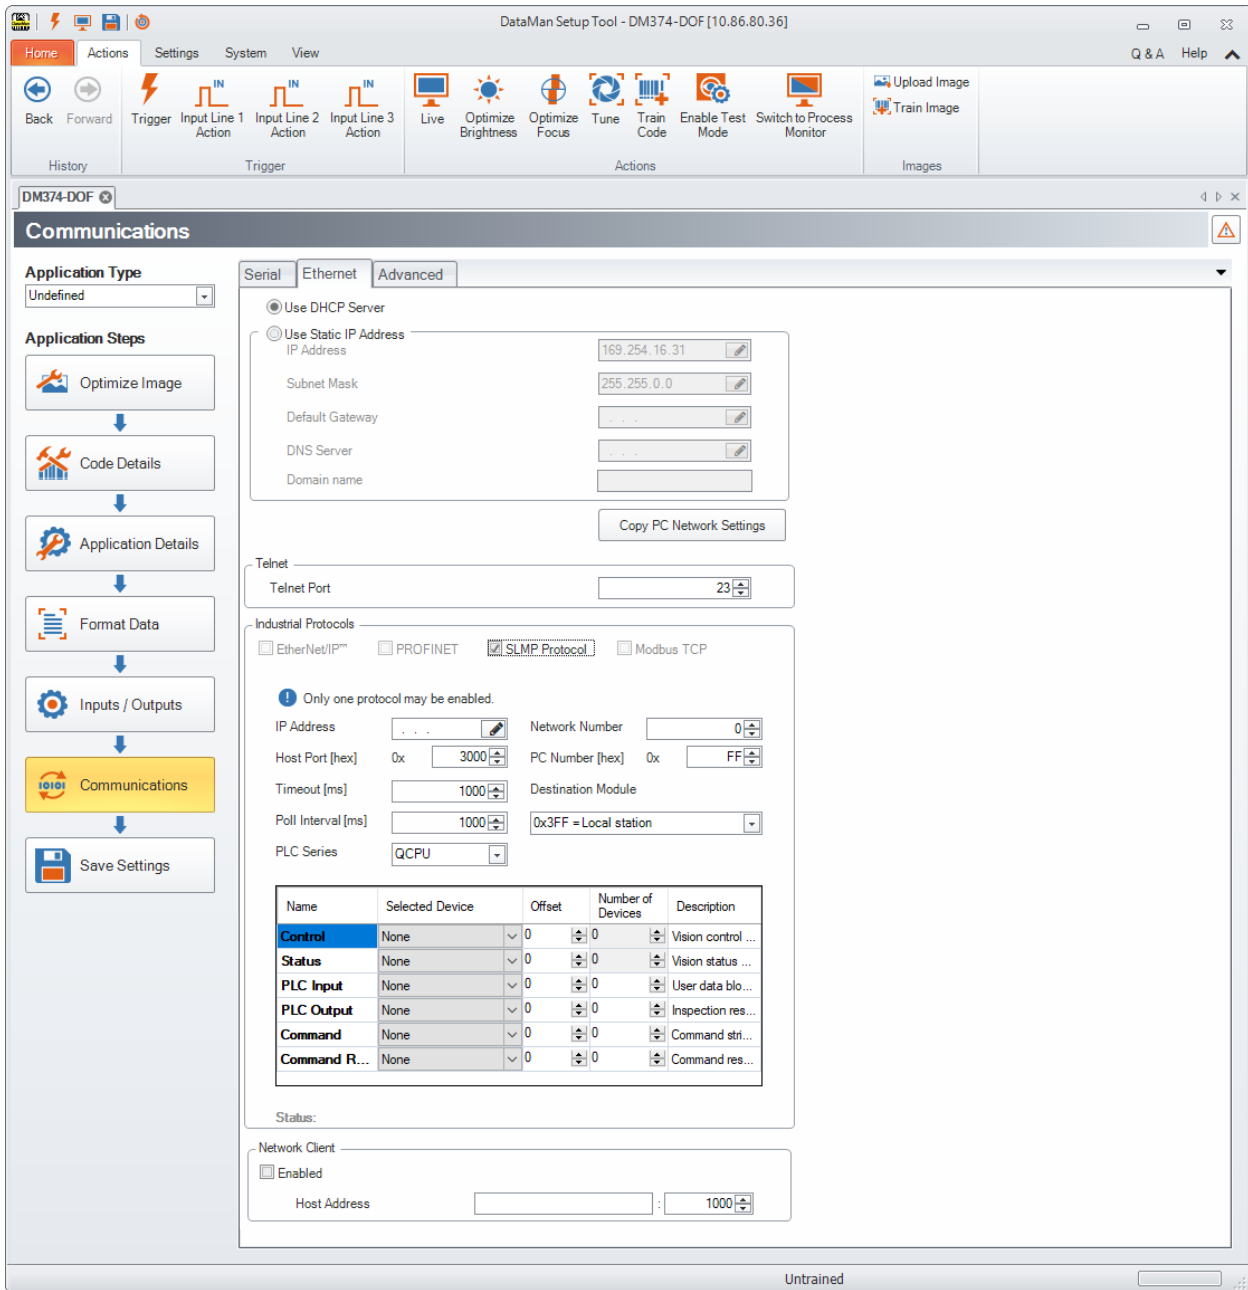 DataMan Setup Tool - DM374-DOF [10.86.80.36]
Home Actions Settings System View Q & A Help
Back Forward Trigger Input Line 1 Action Input Line 2 Action Input Line 3 Action Live Optimize Brightness Optimize Focus Tune Train Code Enable Test Mode Switch to Process Monitor Upload Image Train Image
IN IN IN
History Trigger Actions Images
DM374-DOF
Communications
Application Type
Undefined
Application Steps
Optimize Image
Code Details
Application Details
Format Data
Inputs / Outputs
Communications
Save Settings
Serial Ethernet Advanced
Use DHCP Server
Use Static IP Address
IP Address 169.254.16.31
Subnet Mask 255.255.0.0
Default Gateway . . .
DNS Server . . .
Domain name
Copy PC Network Settings
Telnet
Telnet Port 23
Industrial Protocols
EtherNet/IP™ PROFINET SLMP Protocol Modbus TCP
Only one protocol may be enabled.
IP Address . . . Network Number 0
Host Port [hex] 0x 3000 PC Number [hex] 0x FF
Timeout [ms] 1000 Destination Module
Poll Interval [ms] 1000 0x3FF = Local station
PLC Series QCPU
Name Selected Device Offset Number of Devices Description
Control None 0 0 Vision control ...
Status None 0 0 Vision status ...
PLC Input None 0 0 User data blo...
PLC Output None 0 0 Inspection res...
Command None 0 0 Command stri...
Command R... None 0 0 Command res...
Status:
Network Client
Enabled
Host Address : 1000
Untrained